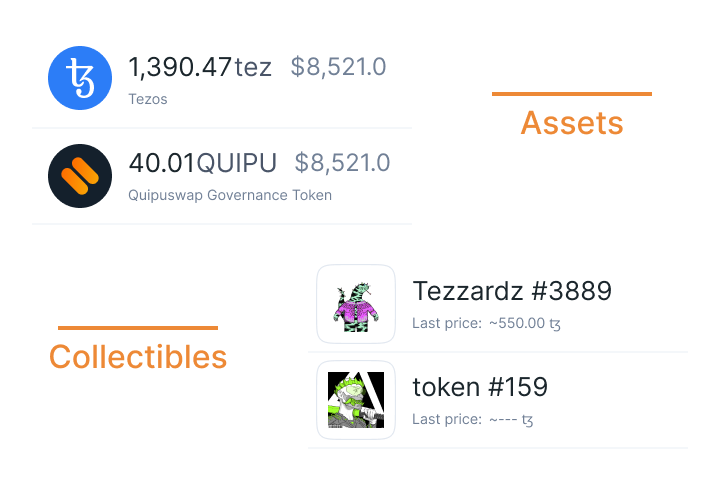 1,390.47tez $8,521.0
Tezos
Assets
40.01QUIPU $8,521.0
Quipuswap Governance Token
Tezzardz #3889
Last price: ~550.00 ꜩ
Collectibles
token #159
Last price: ~--- ꜩ